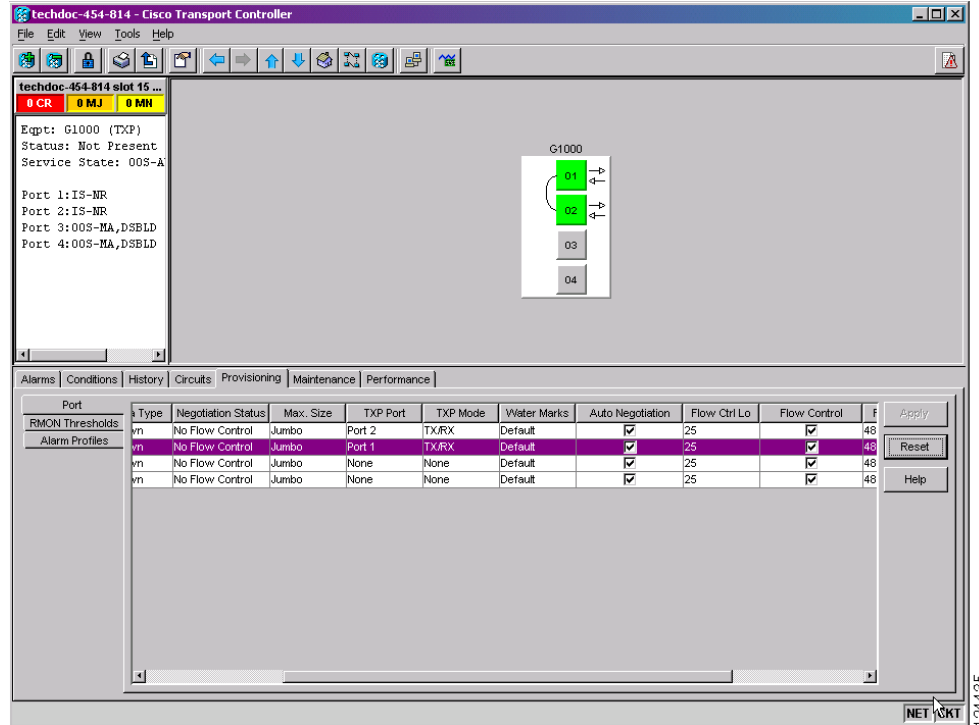 techdoc-454-814 - Cisco Transport Controller
File Edit View Tools Help
techdoc-454-814 slot 15 ...
0 CR 0 MJ 0 MN
Eqpt: G1000 (TXP)
Status: Not Present
Service State: OOS-A
Port 1:IS-NR
Port 2:IS-NR
Port 3:OOS-MA,DSBLD
Port 4:OOS-MA,DSBLD
G1000
01
02
03
04
Alarms Conditions History Circuits Provisioning Maintenance Performance
Port
RMON Thresholds
Alarm Profiles
Type Negotiation Status Max. Size TXP Port TXP Mode Water Marks Auto Negotiation Flow Ctrl Lo Flow Control F
wn No Flow Control Jumbo Port 2 TX/RX Default 25 48
wn No Flow Control Jumbo Port 1 TX/RX Default 25 48
wn No Flow Control Jumbo None None Default 25 48
wn No Flow Control Jumbo None None Default 25 48
Apply
Reset
Help
NET CKT